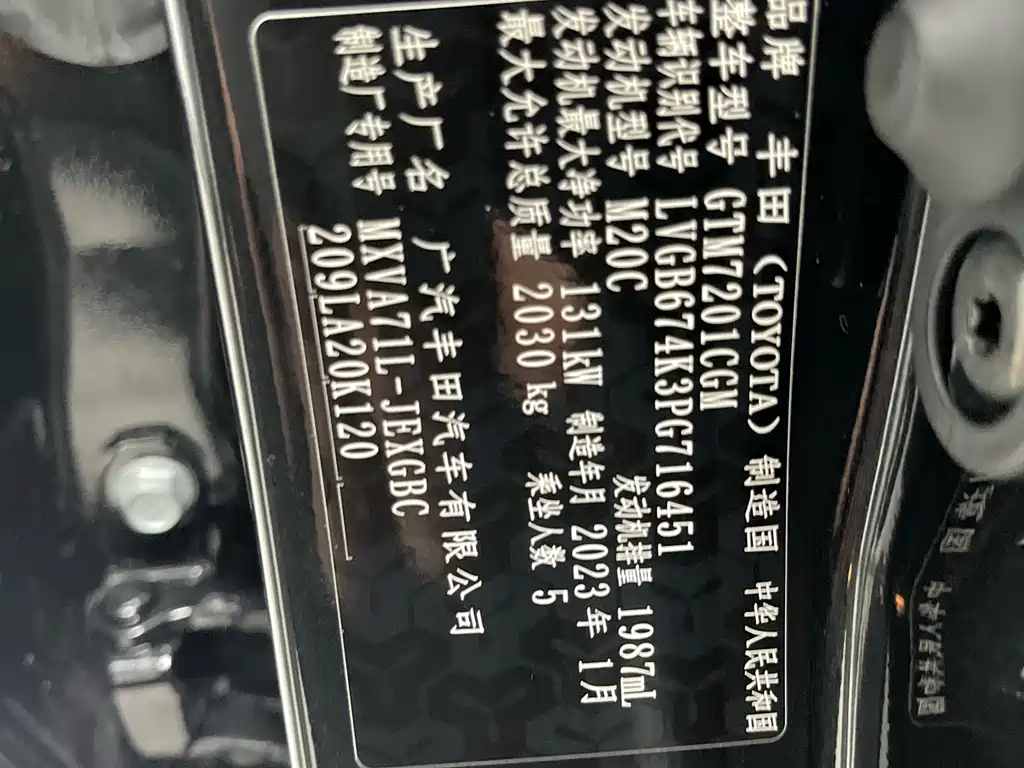 品牌 丰田(TOYOTA) 制造国 中华人民共和国
整车型号 GTM7201CGM
车辆识别代号 LVGB674K3PG716451
发动机型号 M20C 发动机排量 1987mL
发动机最大净功率 131kW 制造年月 2023年1月
最大允许总质量 2030kg 乘坐人数 5
生产厂名 广汽丰田汽车有限公司
制造厂专用号 MXVA71L-JEXGBC
209LA20K120